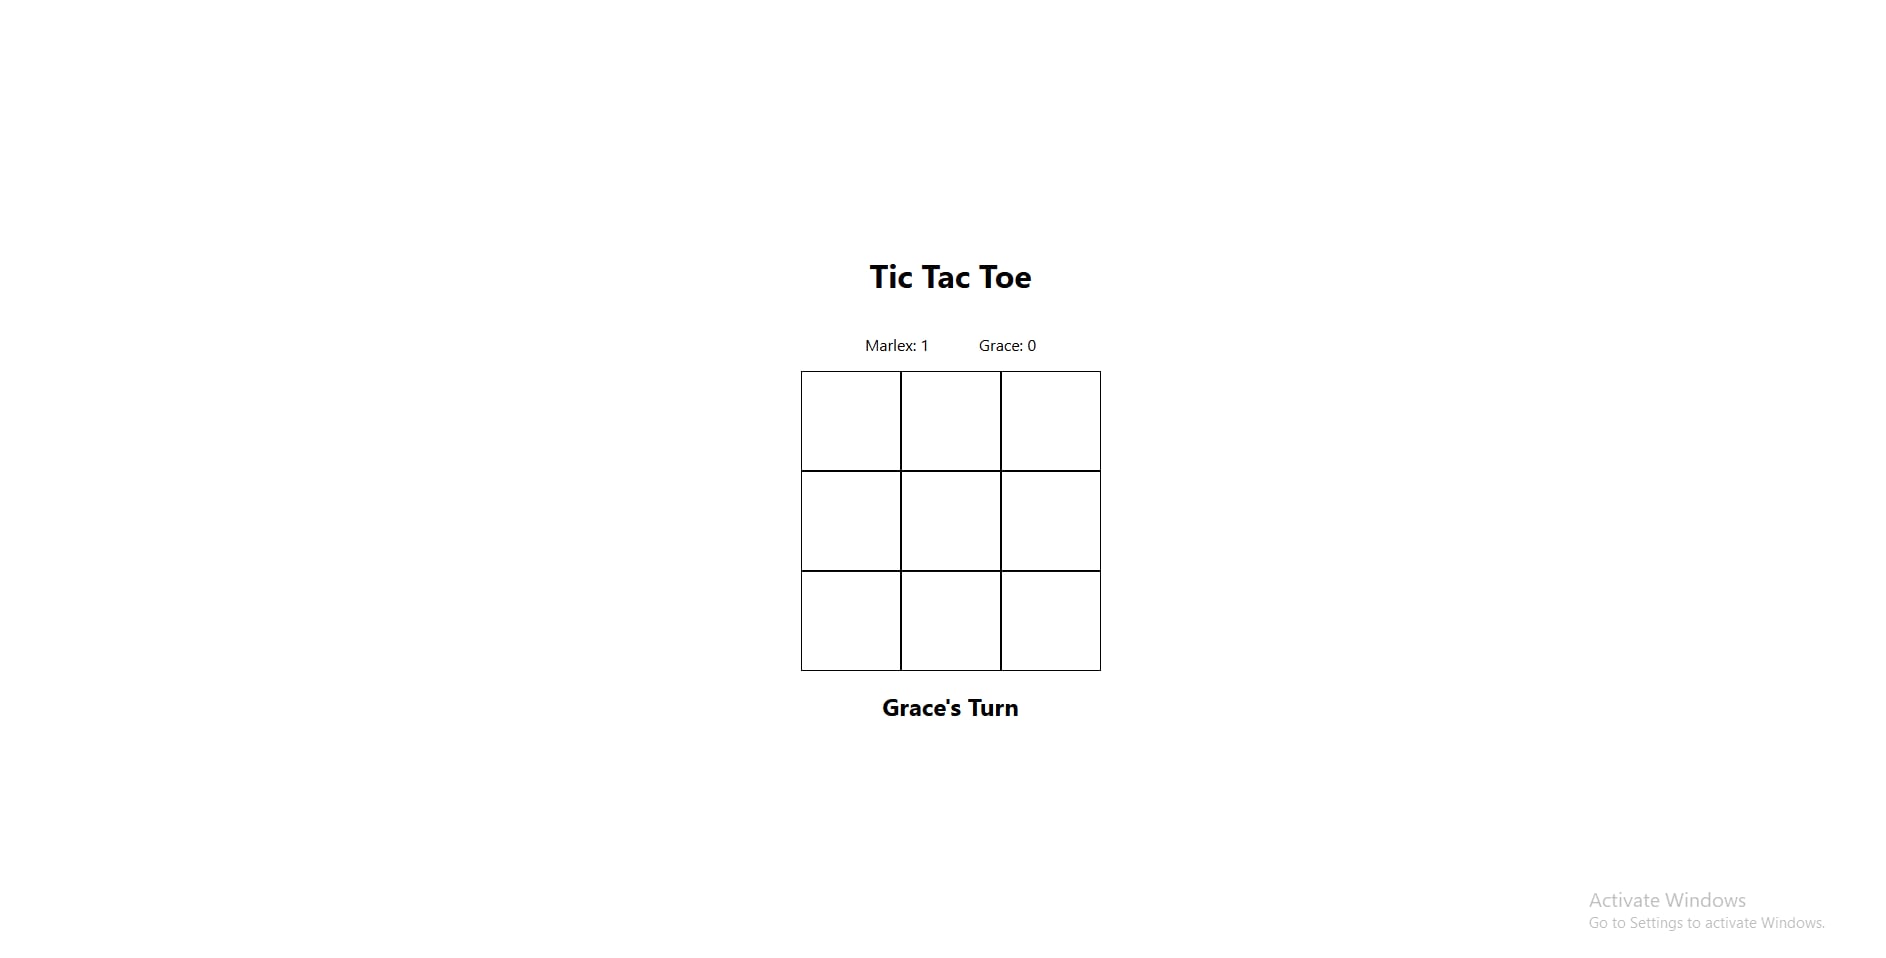 Tic Tac Toe
Marlex: 1 Grace: 0
Grace's Turn
Activate Windows
Go to Settings to activate Windows.